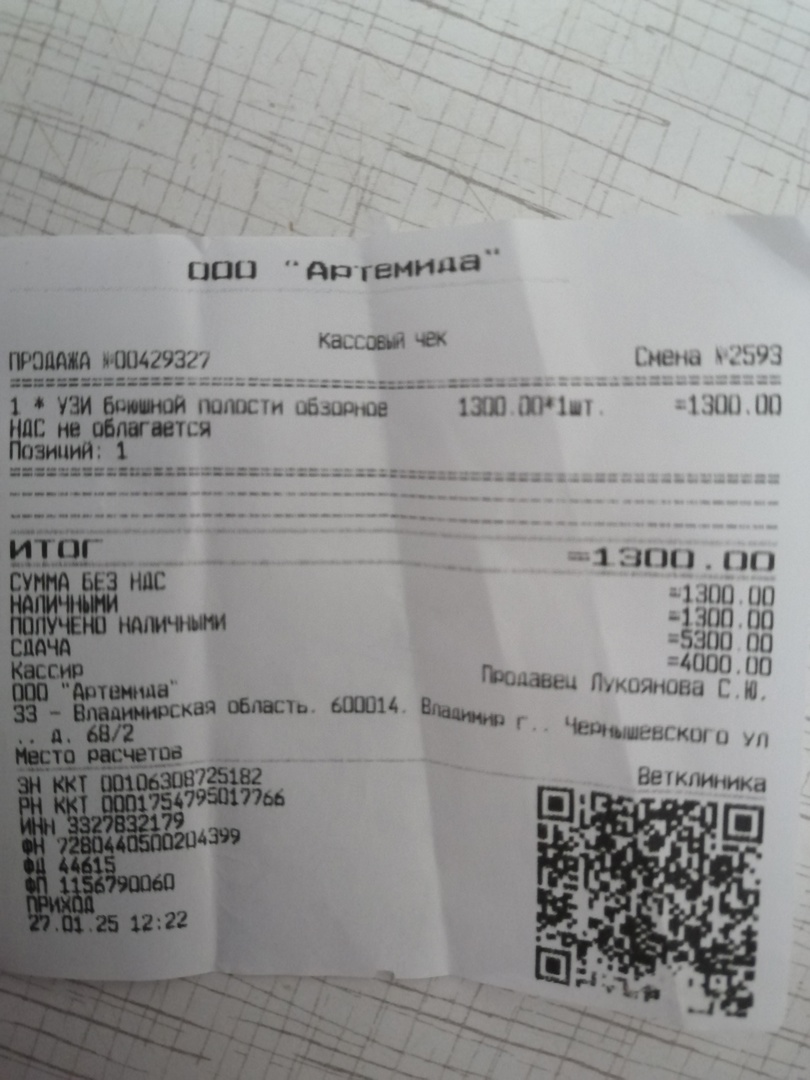 ООО "Артемида"
Кассовый чек
ПРОДАЖА №00429327 Смена №2593
1 * УЗИ брюшной полости обзорное 1300.00*1шт. =1300.00
НДС не облагается
Позиций: 1
ИТОГ =1300.00
СУММА БЕЗ НДС =1300.00
НАЛИЧНЫМИ =1300.00
ПОЛУЧЕНО НАЛИЧНЫМИ =5300.00
СДАЧА =4000.00
Кассир Продавец Лукоянова С.Ю.
ООО "Артемида"
33 - Владимирская область. 600014. Владимир г.. Чернышевского ул
.. д. 68/2
Место расчетов Ветклиника
ЗН ККТ 00106308725182
РН ККТ 0001754795017766
ИНН 3327832179
ФН 7280440500204399
ФД 44615
ФП 1156790060
ПРИХОД
27.01.25 12:22